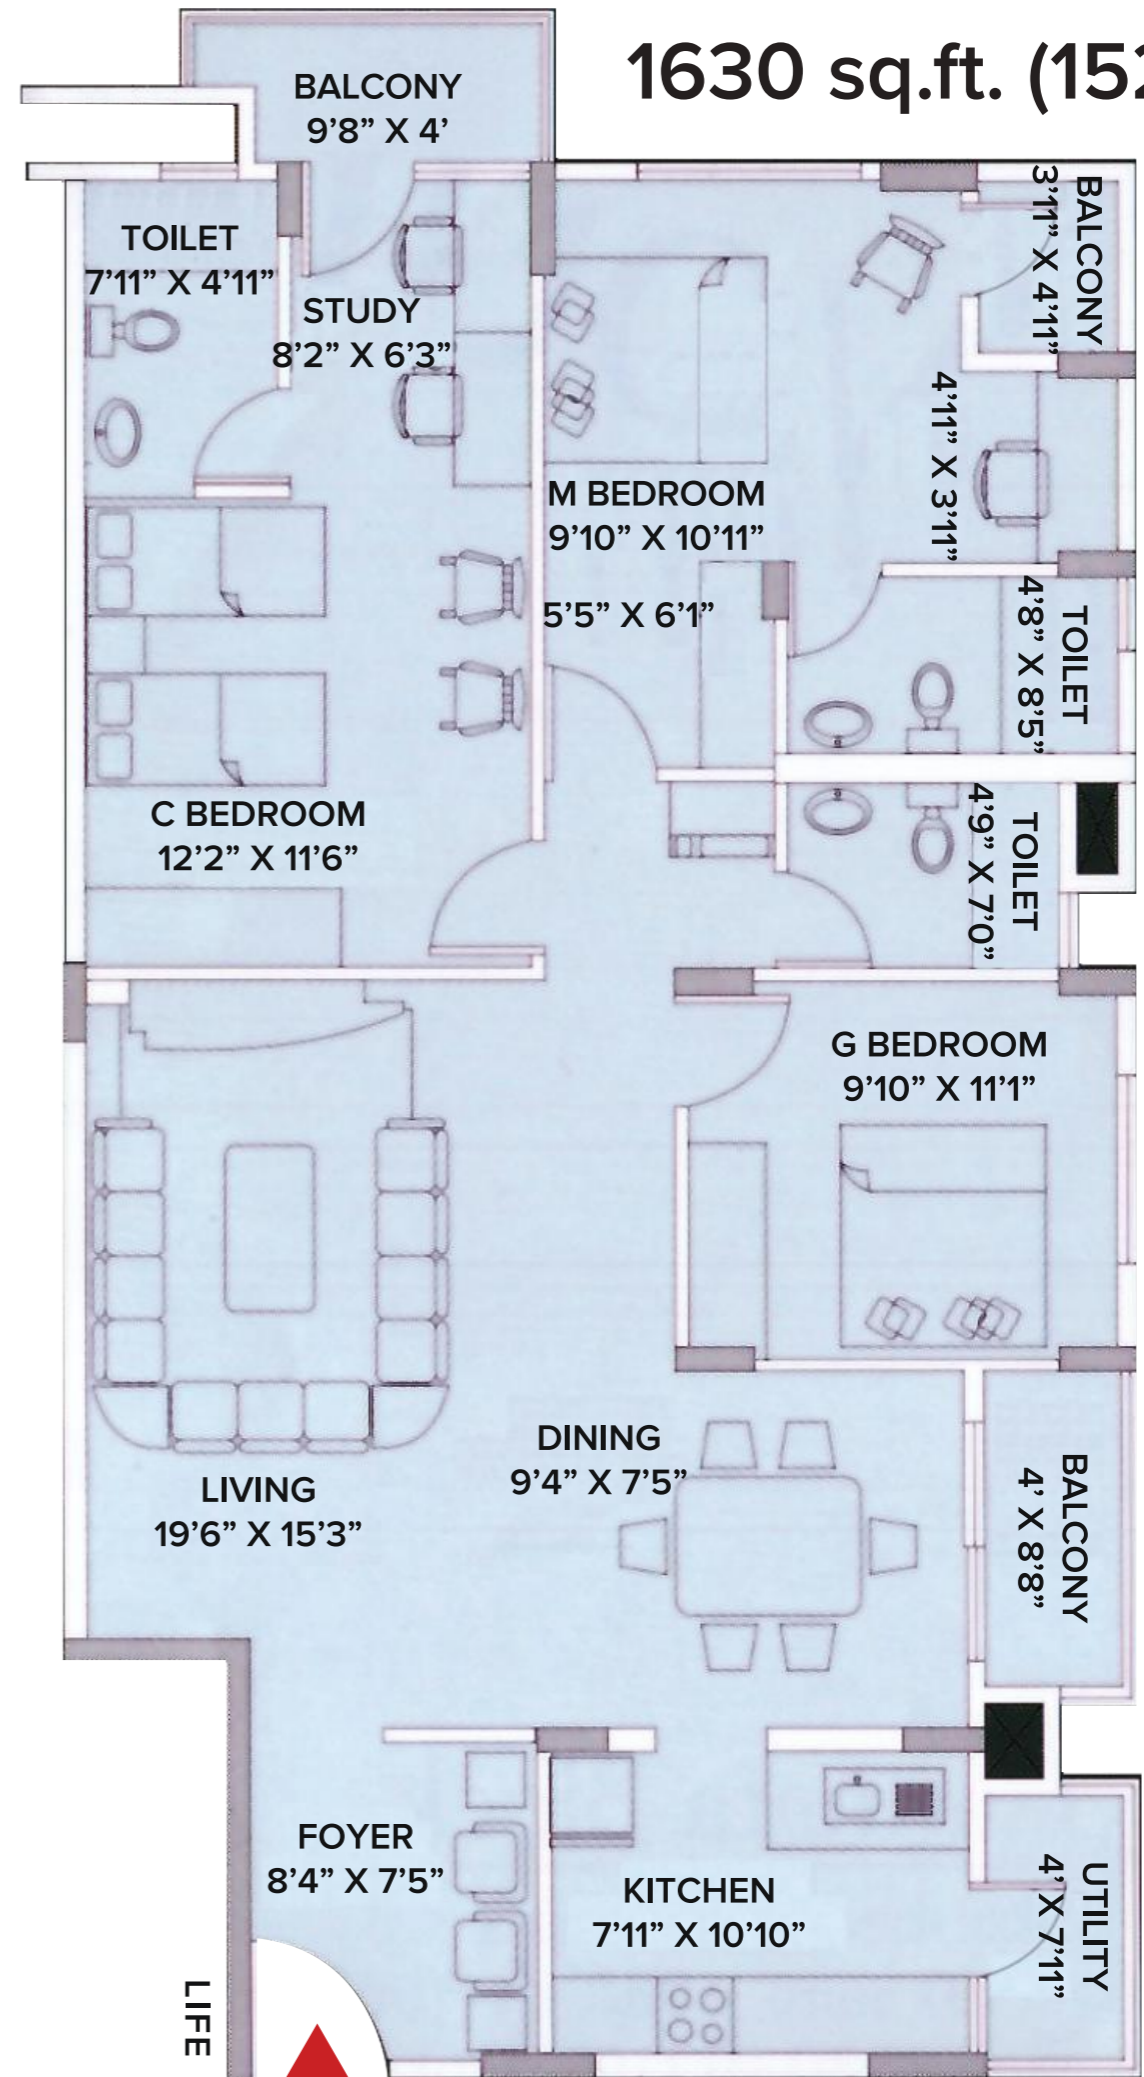 1630 sq.ft. (152
BALCONY
9’8” X 4'
BALCONY
3’11” X 4’11”
TOILET
7’11” X 4’11”
STUDY
8’2” X 6’3”
4’11” X 3’11”
M BEDROOM
9’10” X 10’11”
5’5” X 6’1”
TOILET
4’8” X 8’5”
C BEDROOM
12’2” X 11’6”
TOILET
4’9” X 7’0”
G BEDROOM
9’10” X 11’1”
DINING
9’4” X 7’5”
LIVING
19’6” X 15’3”
BALCONY
4’ X 8’8”
FOYER
8’4” X 7’5”
KITCHEN
7’11” X 10’10”
UTILITY
4’ X 7’11”
LIFE